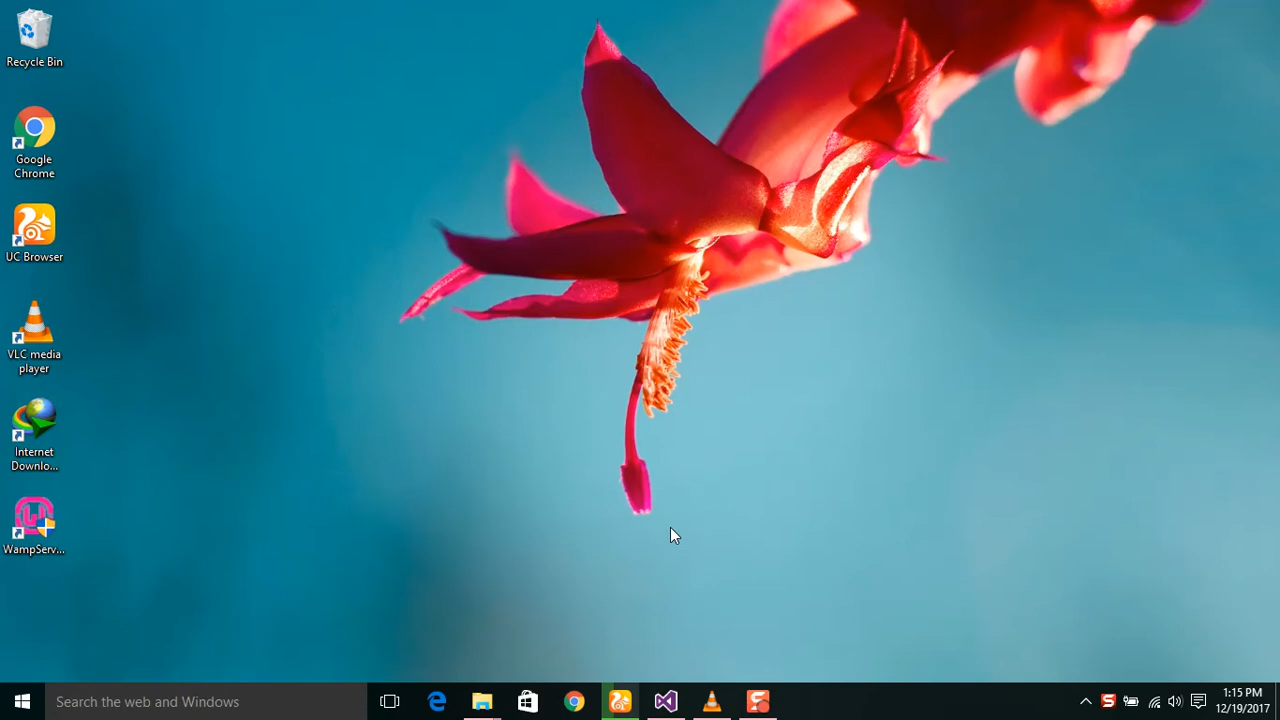 Recycle Bin
Google
Chrome
UC Browser
VLC media
player
Internet
Downlo...
WampServ...
Search the web and Windows
1:15 PM
12/19/2017